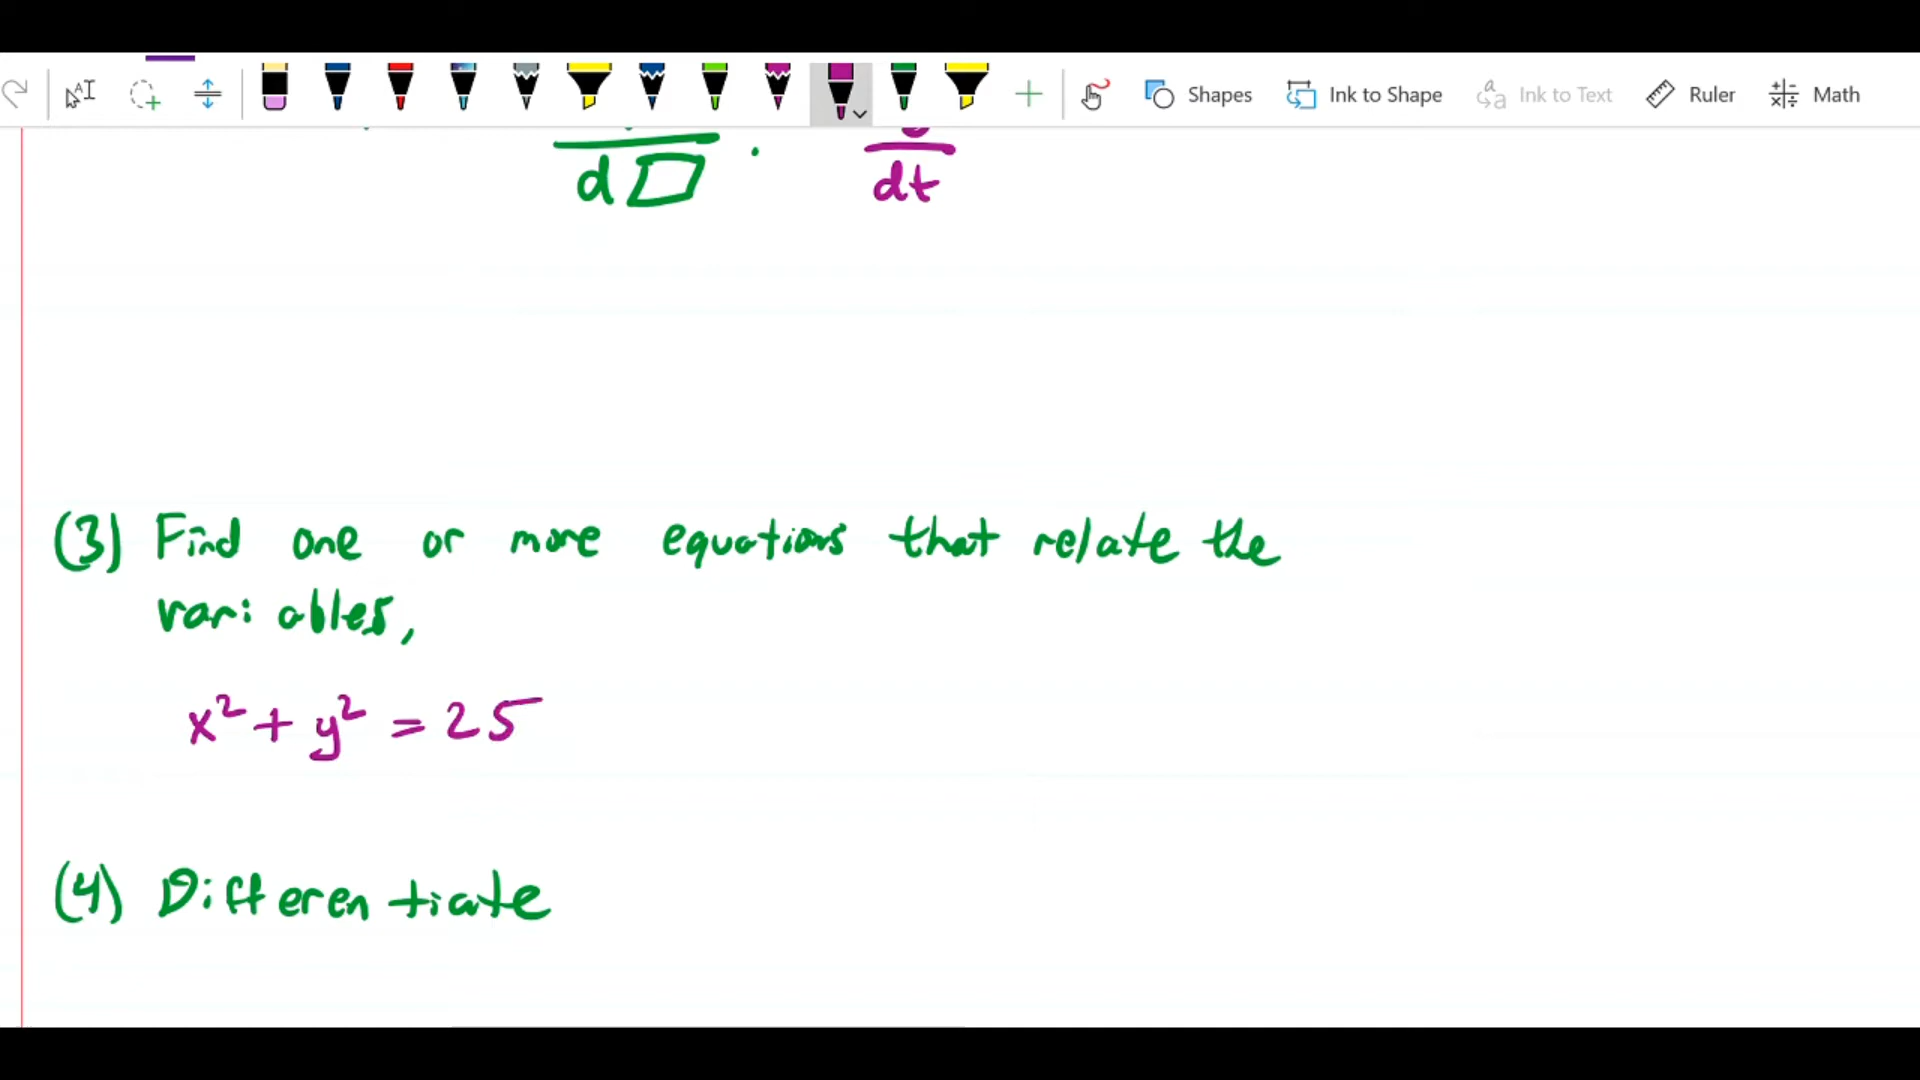 Shapes Ink to Shape Ink to Text Ruler Math
d▱ · dt
(3) Find one or more equations that relate the
variables,
x² + y² = 25
(4) Differentiate